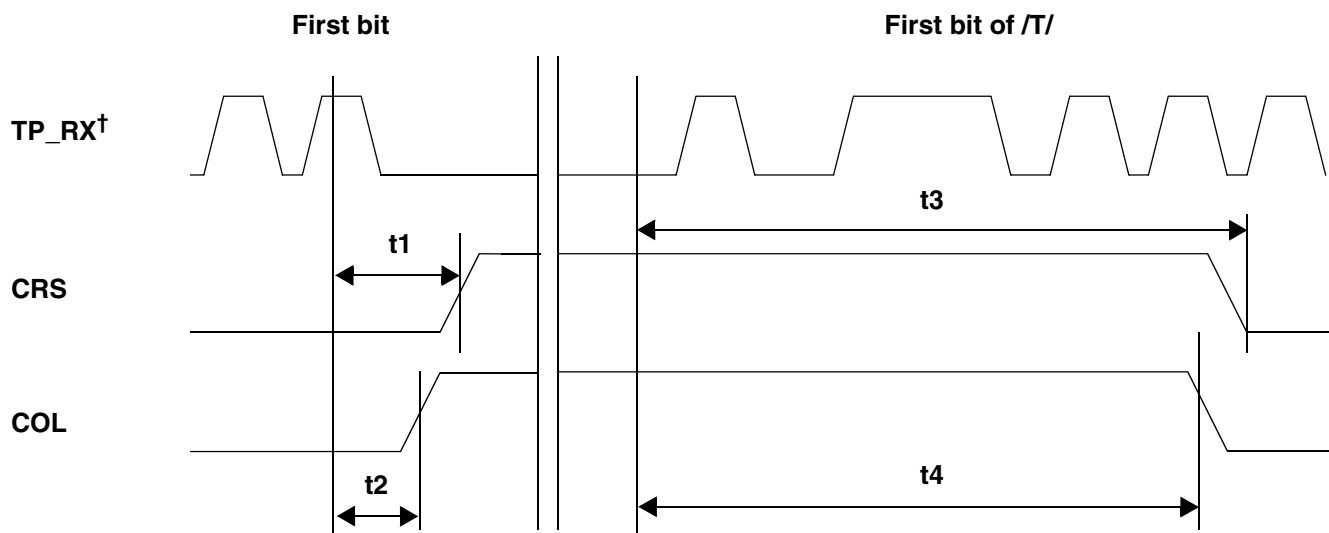 First bit
First bit of /T/
TP_RX†
t3
t1
CRS
COL
t4
t2